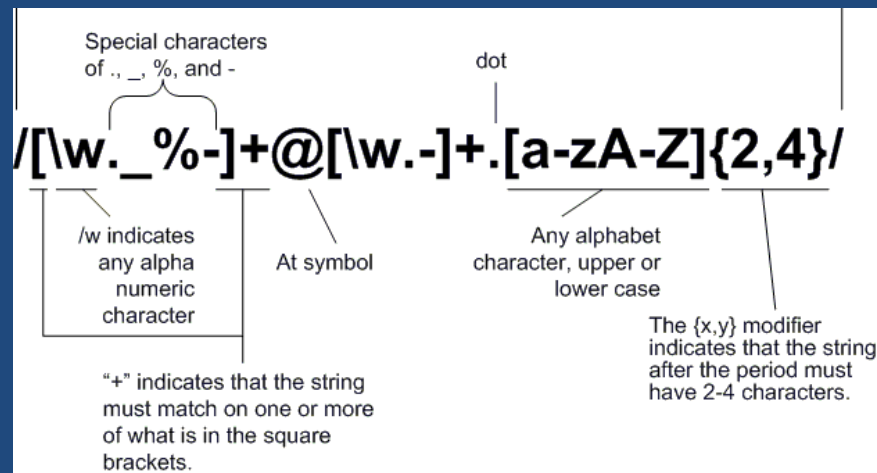 Special characters
of ., _, %, and -
dot
/[\w._%-]+@[\w.-]+.[a-zA-Z]{2,4}/
/w indicates
any alpha
numeric
character
At symbol
Any alphabet
character, upper or
lower case
The {x,y} modifier
indicates that the string
after the period must
have 2-4 characters.
“+” indicates that the string
must match on one or more
of what is in the square
brackets.